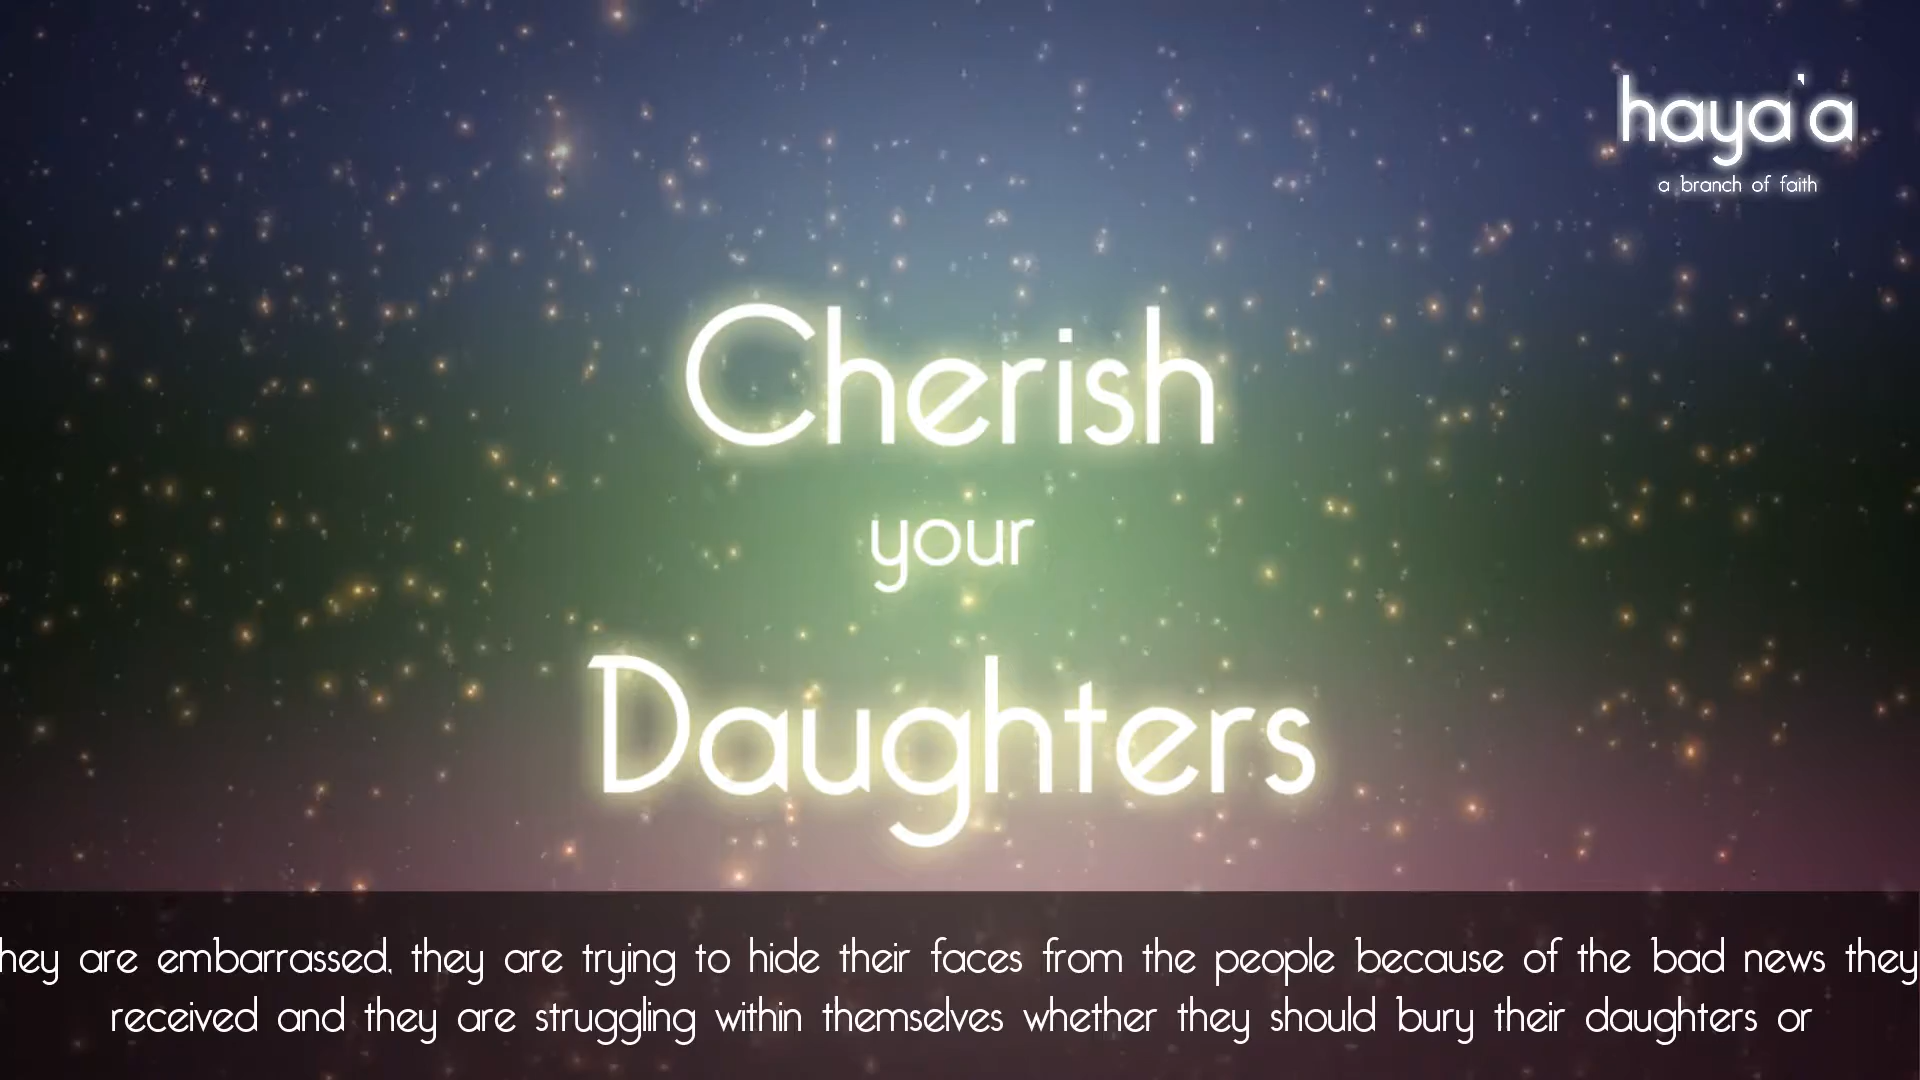 haya'a
a branch of faith
Cherish
your
Daughters
hey are embarrassed, they are trying to hide their faces from the people because of the bad news they
received and they are struggling within themselves whether they should bury their daughters or